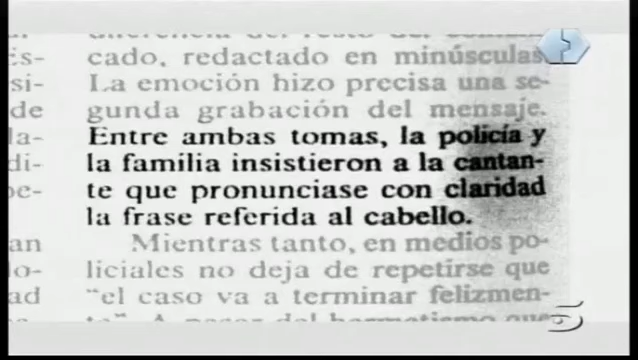 cado, redactado en minúsculas.
La emoción hizo precisa una se-
gunda grabación del mensaje.
Entre ambas tomas, la policía y
la familia insistieron a la cantan-
te que pronunciase con claridad
la frase referida al cabello.
Mientras tanto, en medios po-
liciales no deja de repetirse que
"el caso va a terminar felizmen-